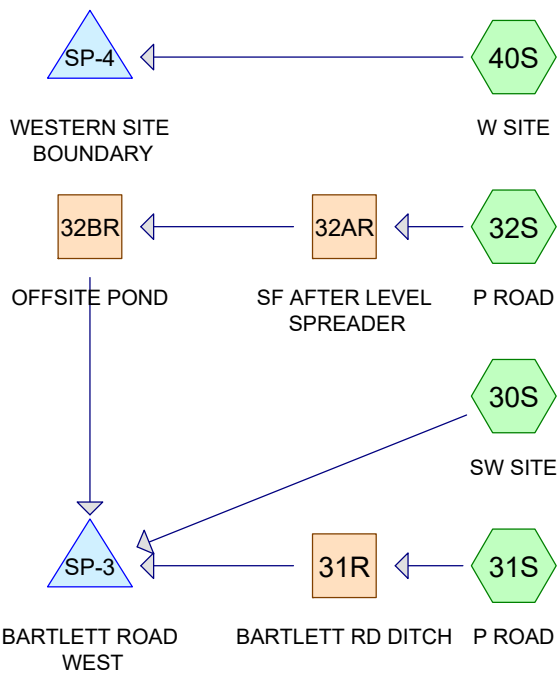 SP-4
40S
WESTERN SITE
BOUNDARY
W SITE
32BR
32AR
32S
OFFSITE POND
SF AFTER LEVEL
SPREADER
P ROAD
30S
SW SITE
SP-3
31R
31S
BARTLETT ROAD
WEST
BARTLETT RD DITCH
P ROAD